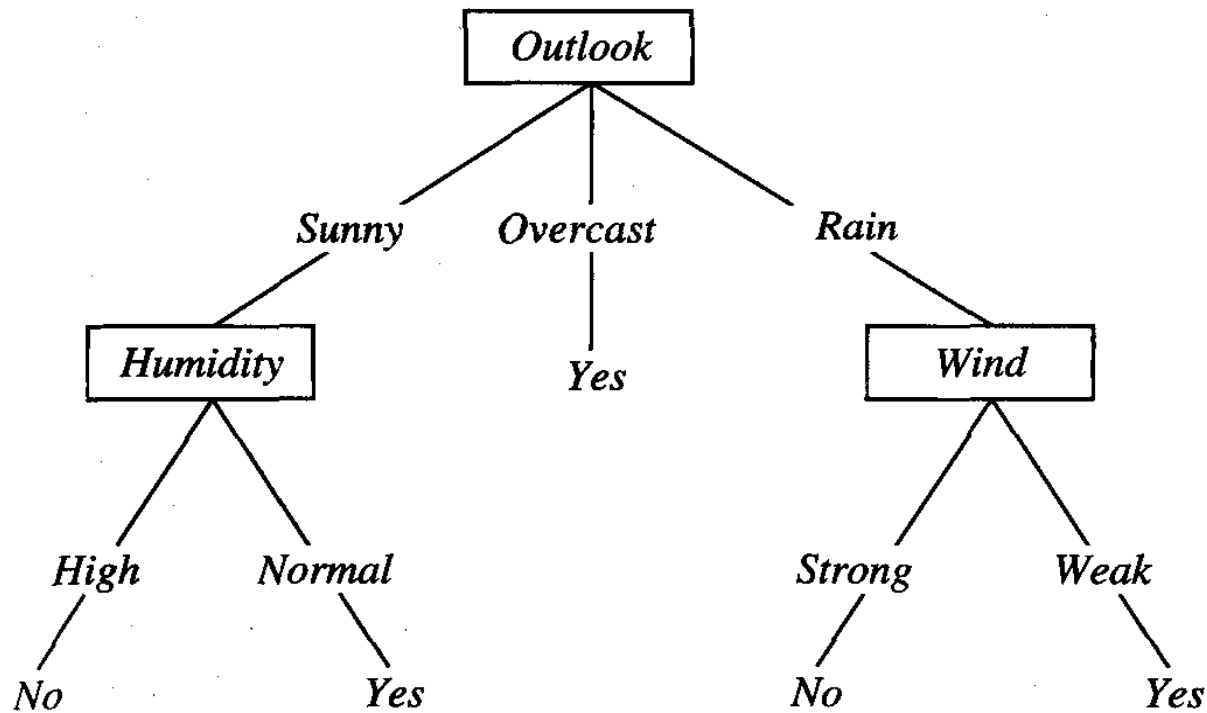 Outlook
Sunny Overcast Rain
Humidity Yes Wind
High Normal Strong Weak
No Yes No Yes